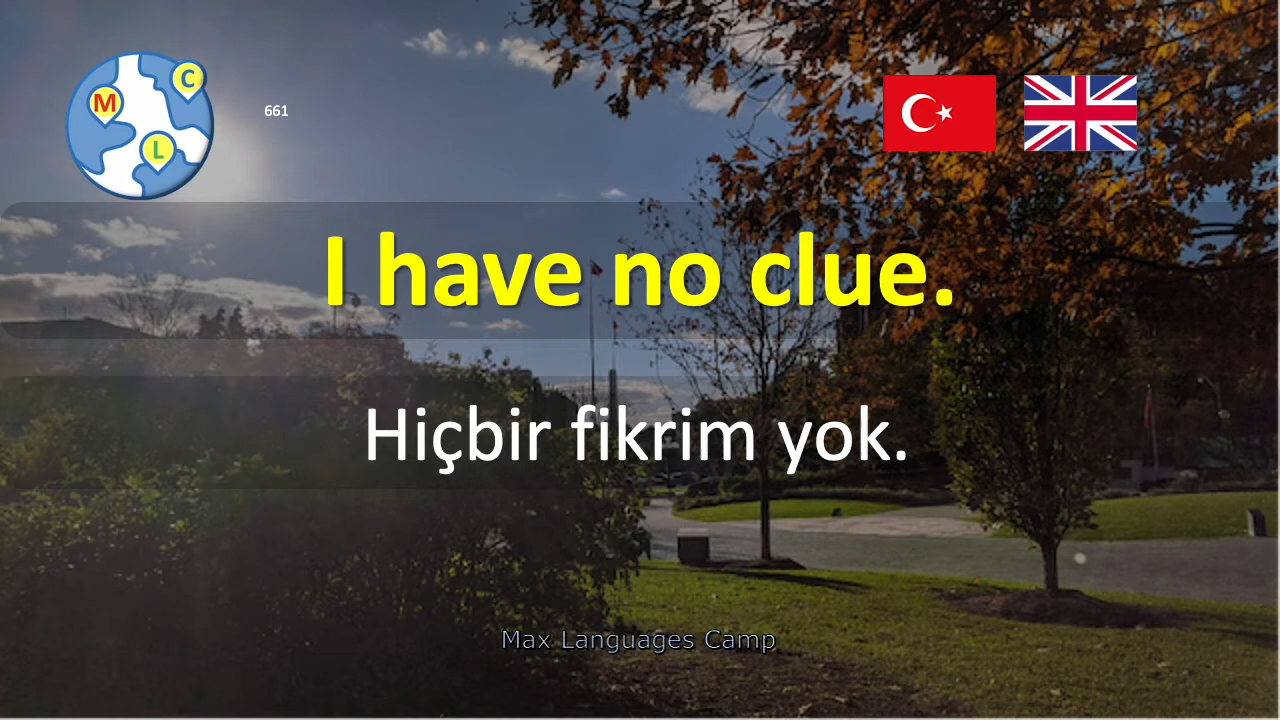 C
M
L
661
I have no clue.
Hiçbir fikrim yok.
Max Languages Camp